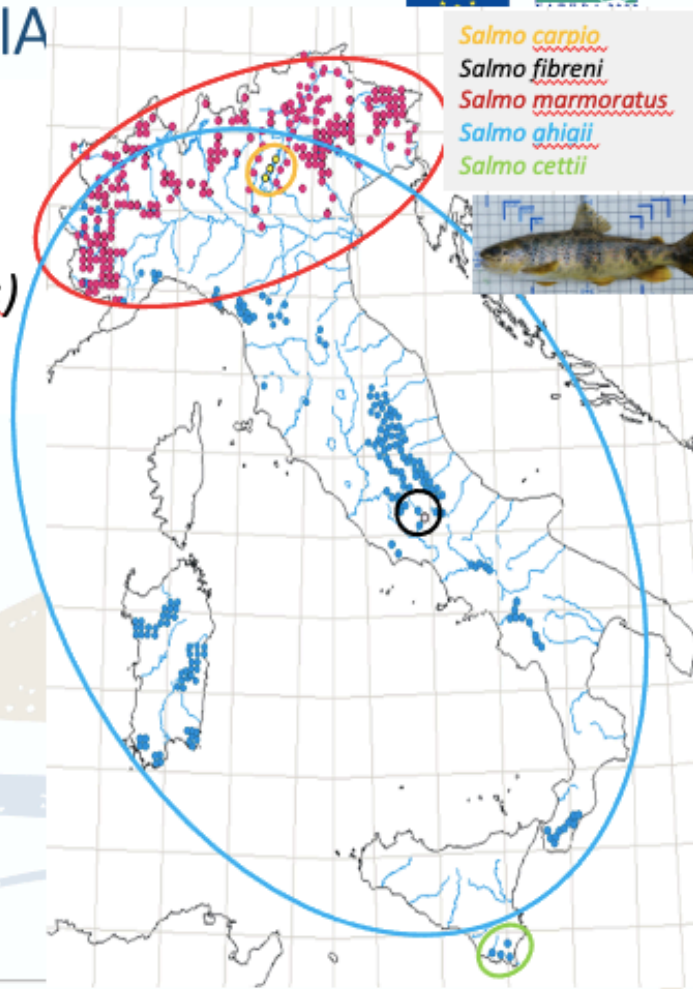 IA
Salmo carpio
Salmo fibreni
Salmo marmoratus
Salmo ghigii
Salmo cettii
)